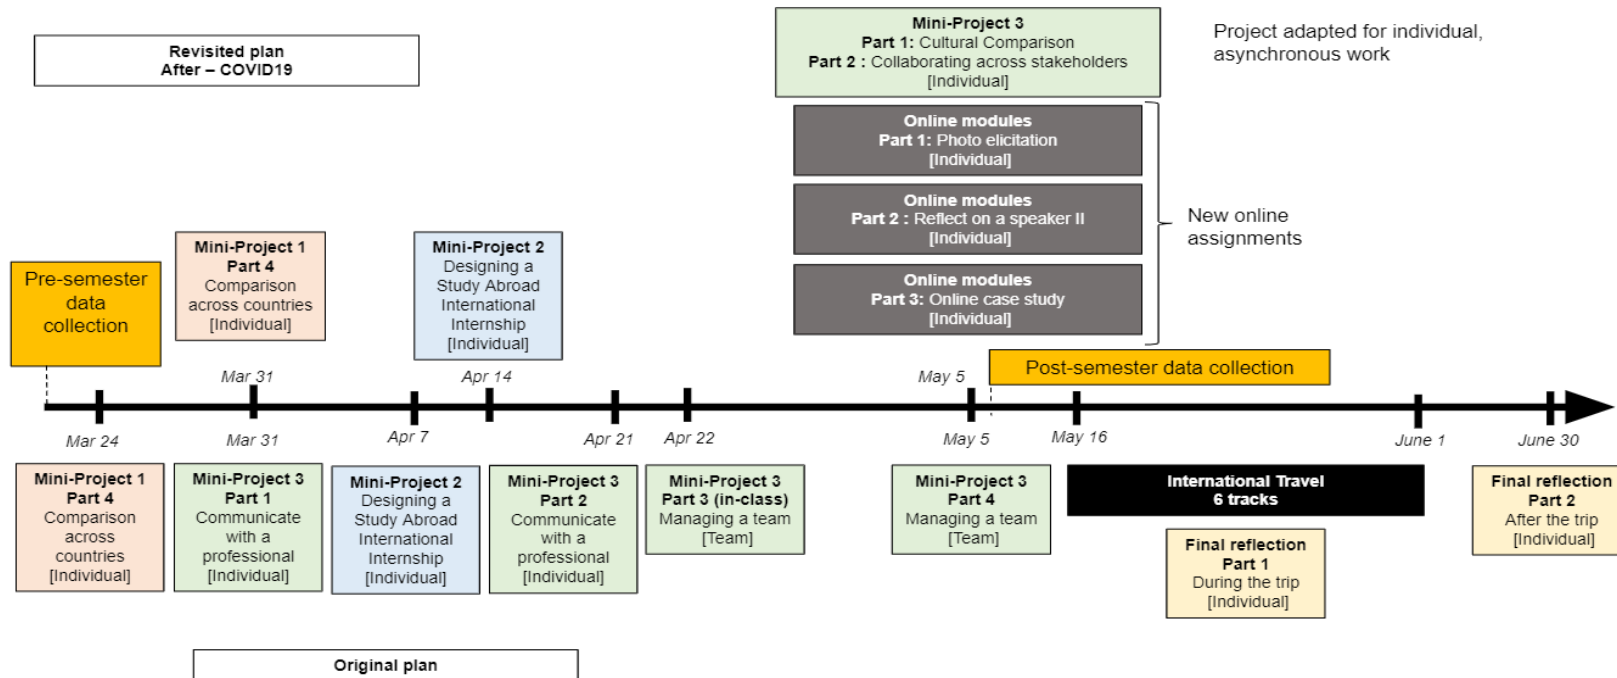 Revisited plan
After – COVID19
Mini-Project 3
Part 1: Cultural Comparison
Part 2 : Collaborating across stakeholders
[Individual]
Project adapted for individual,
asynchronous work
Online modules
Part 1: Photo elicitation
[Individual]
Online modules
Part 2 : Reflect on a speaker II
[Individual]
Online modules
Part 3: Online case study
[Individual]
New online
assignments
Pre-semester
data
collection
Mini-Project 1
Part 4
Comparison
across countries
[Individual]
Mini-Project 2
Designing a
Study Abroad
International
Internship
[Individual]
Post-semester data collection
Mar 31
Apr 14
May 5
Mar 24
Mar 31
Apr 7
Apr 21
Apr 22
May 5
May 16
June 1
June 30
Mini-Project 1
Part 4
Comparison
across
countries
[Individual]
Mini-Project 3
Part 1
Communicate
with a
professional
[Individual]
Mini-Project 2
Designing a
Study Abroad
International
Internship
[Individual]
Mini-Project 3
Part 2
Communicate
with a
professional
[Individual]
Mini-Project 3
Part 3 (in-class)
Managing a team
[Team]
Mini-Project 3
Part 4
Managing a team
[Team]
International Travel
6 tracks
Final reflection
Part 1
During the trip
[Individual]
Final reflection
Part 2
After the trip
[Individual]
Original plan